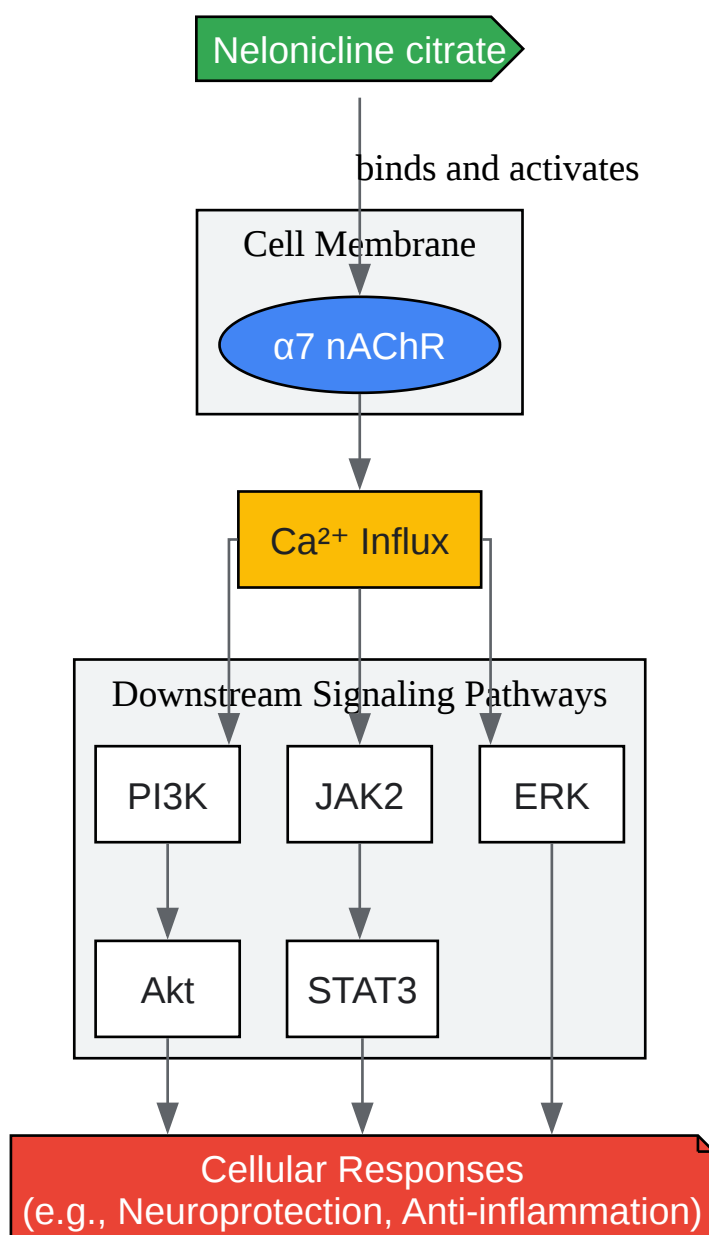 Nelonicline citrate
binds and activates
Cell Membrane
α7 nAChR
Ca²⁺ Influx
Downstream Signaling Pathways
PI3K
JAK2
ERK
Akt
STAT3
Cellular Responses
(e.g., Neuroprotection, Anti-inflammation)